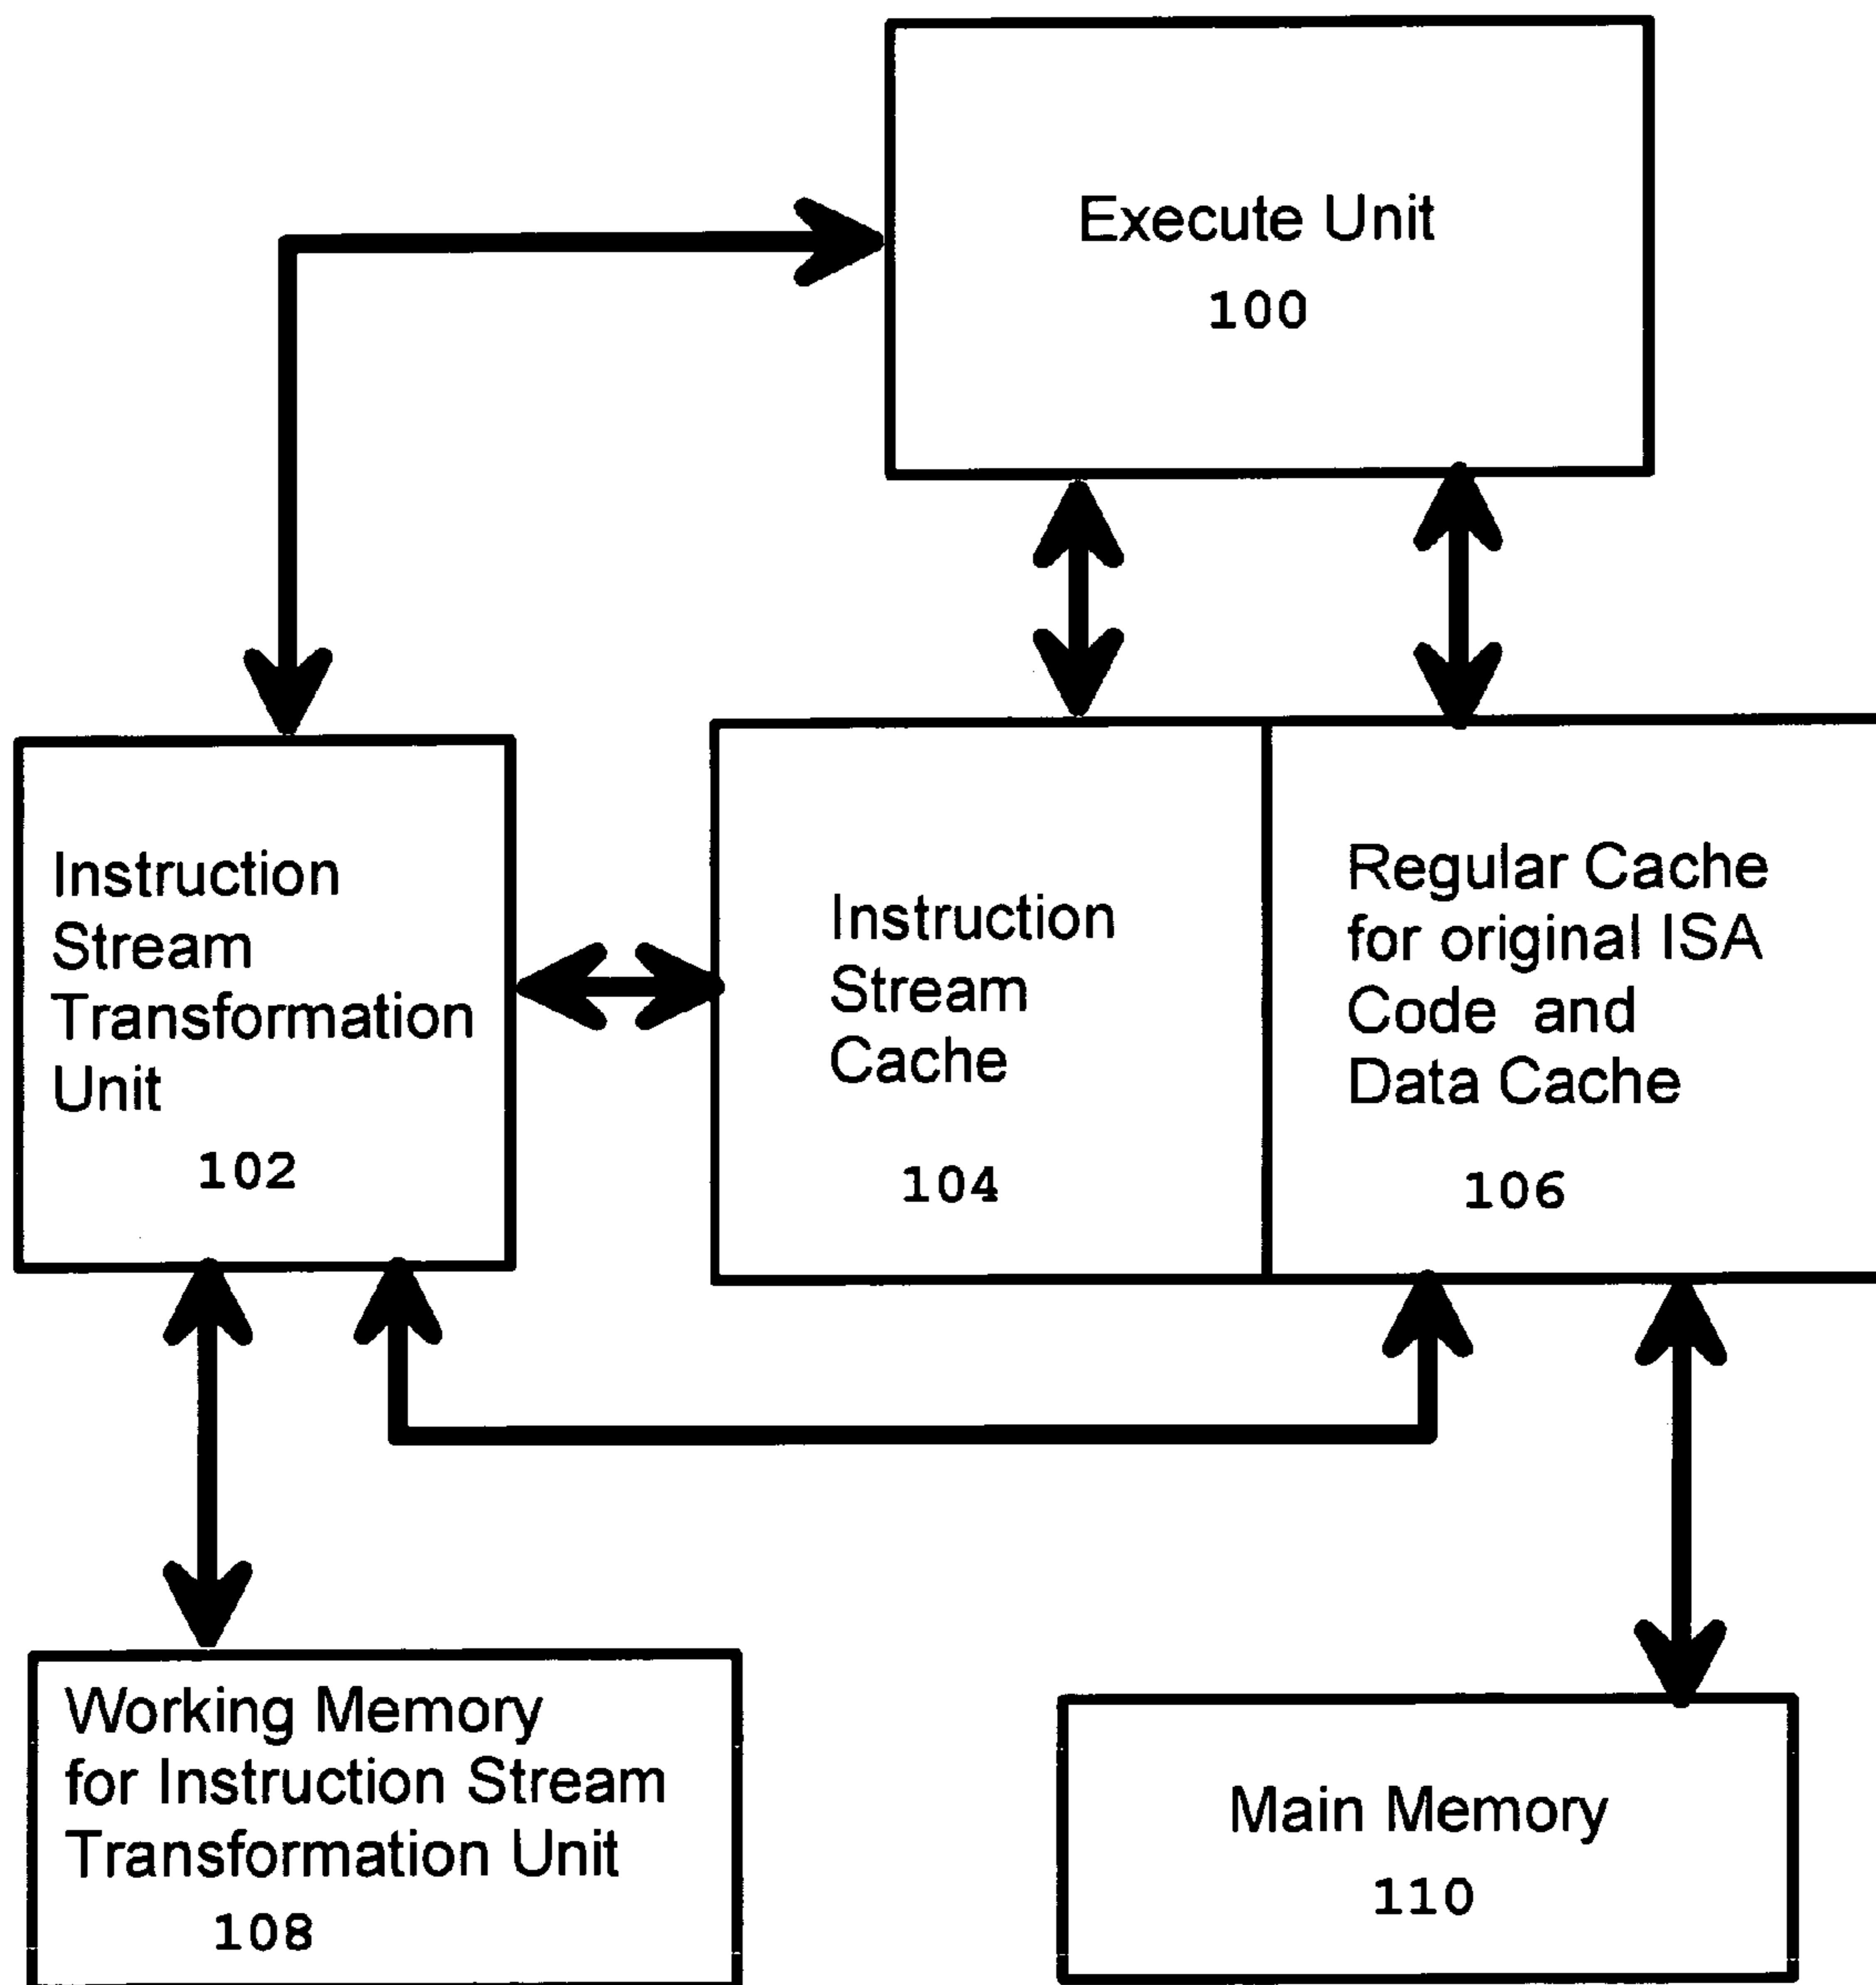 Execute Unit
100
Instruction
Stream
Transformation
Unit
102
Instruction
Stream
Cache
104
Regular Cache
for original ISA
Code and
Data Cache
106
Working Memory
for Instruction Stream
Transformation Unit
108
Main Memory
110